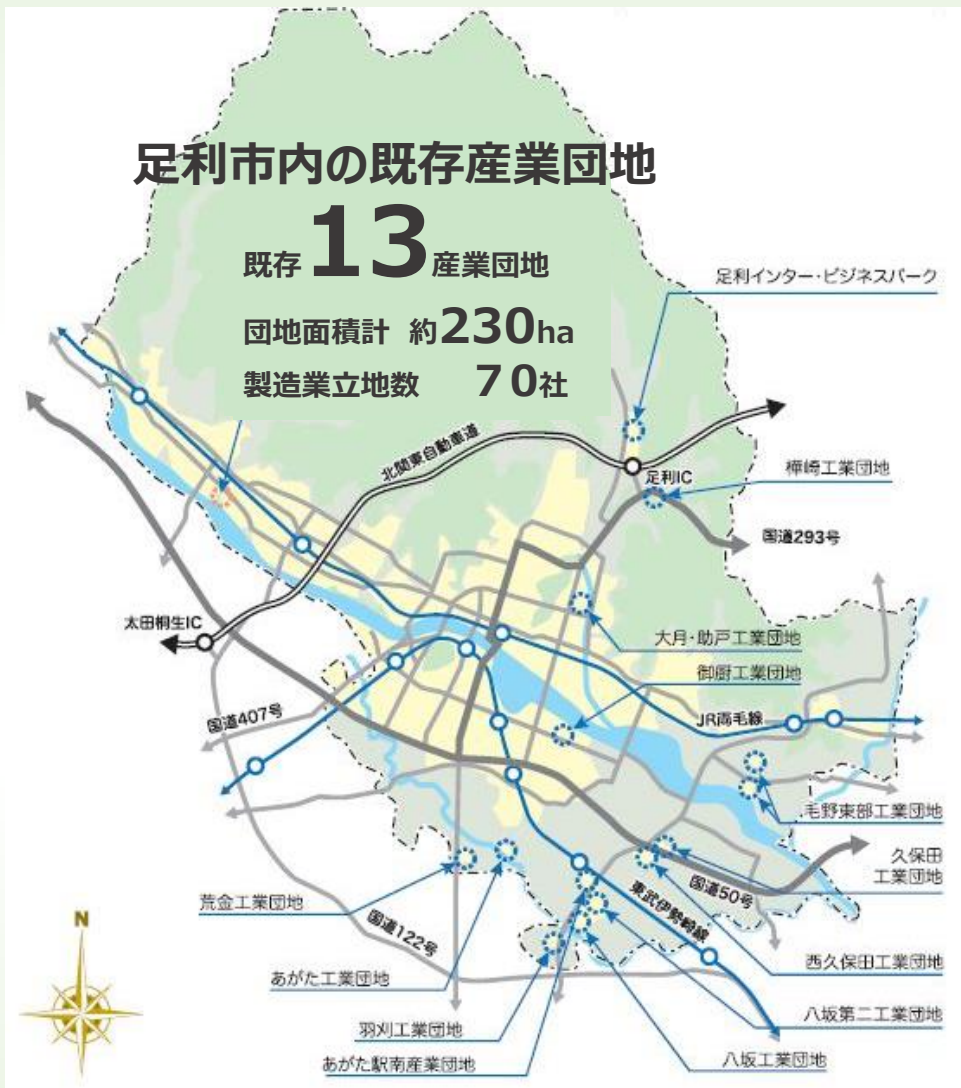 足利市内の既存産業団地
既存13産業団地
団地面積計 約230ha
製造業立地数 70社
足利インター・ビジネスパーク
北関東自動車道
足利IC
樺崎工業団地
国道293号
太田桐生IC
大月・助戸工業団地
御厨工業団地
国道407号
JR両毛線
毛野東部工業団地
久保田
工業団地
国道50号
荒金工業団地
東武伊勢崎線
国道122号
N
西久保田工業団地
あがた工業団地
八坂第二工業団地
羽刈工業団地
八坂工業団地
あがた駅南産業団地